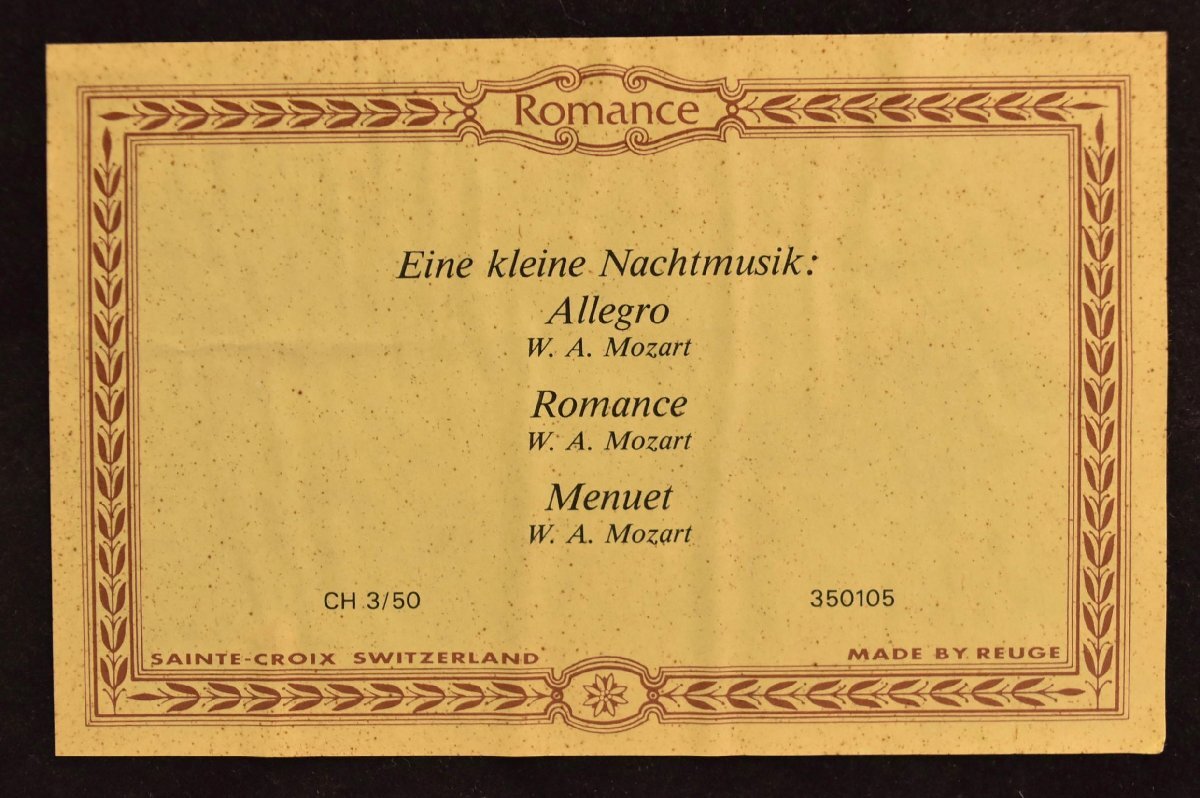 Romance
Eine kleine Nachtmusik:
Allegro
W. A. Mozart
Romance
W. A. Mozart
Menuet
W. A. Mozart
CH 3/50 350105
SAINTE-CROIX SWITZERLAND MADE BY REUGE